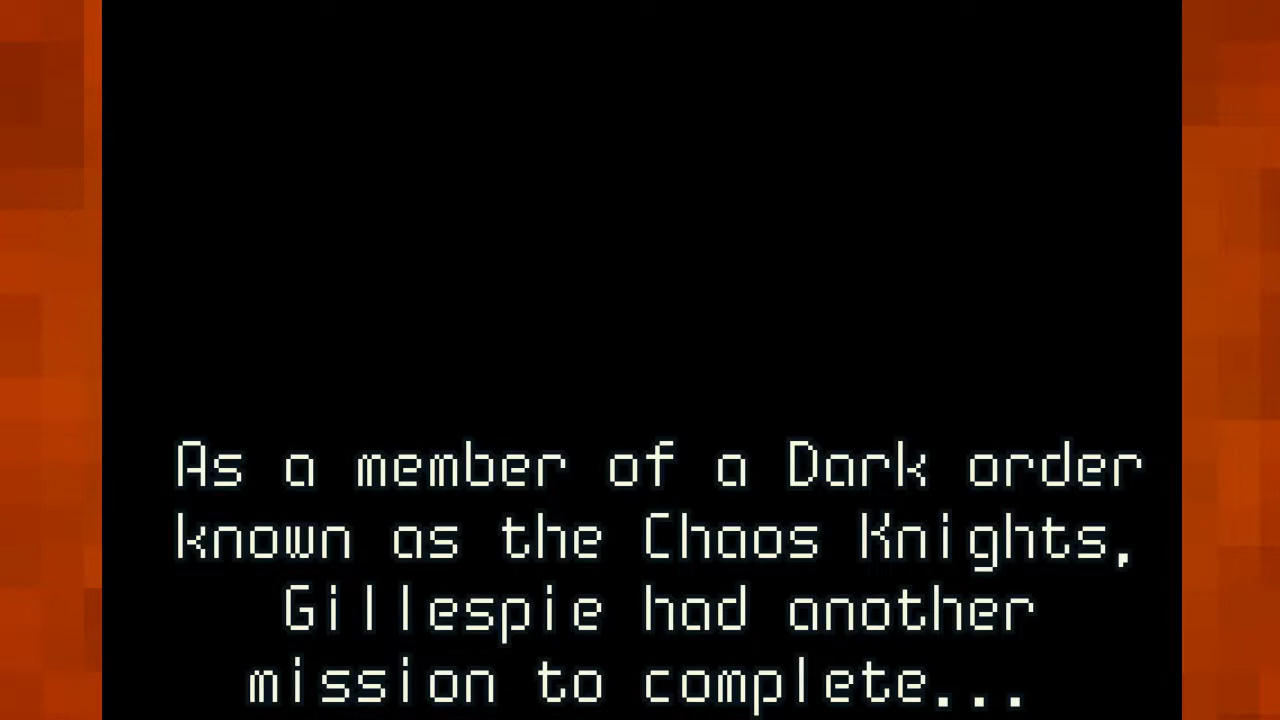 As a member of a Dark order
known as the Chaos Knights,
Gillespie had another
mission to complete...